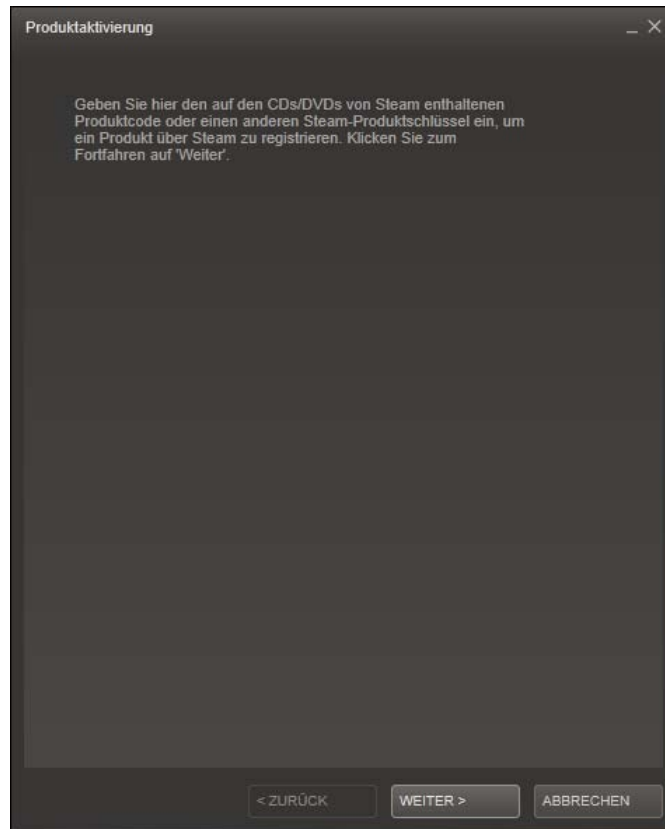 Produktaktivierung
Geben Sie hier den auf den CDs/DVDs von Steam enthaltenen
Produktcode oder einen anderen Steam-Produktschlüssel ein, um
ein Produkt über Steam zu registrieren. Klicken Sie zum
Fortfahren auf 'Weiter'.
< ZURÜCK
WEITER >
ABBRECHEN